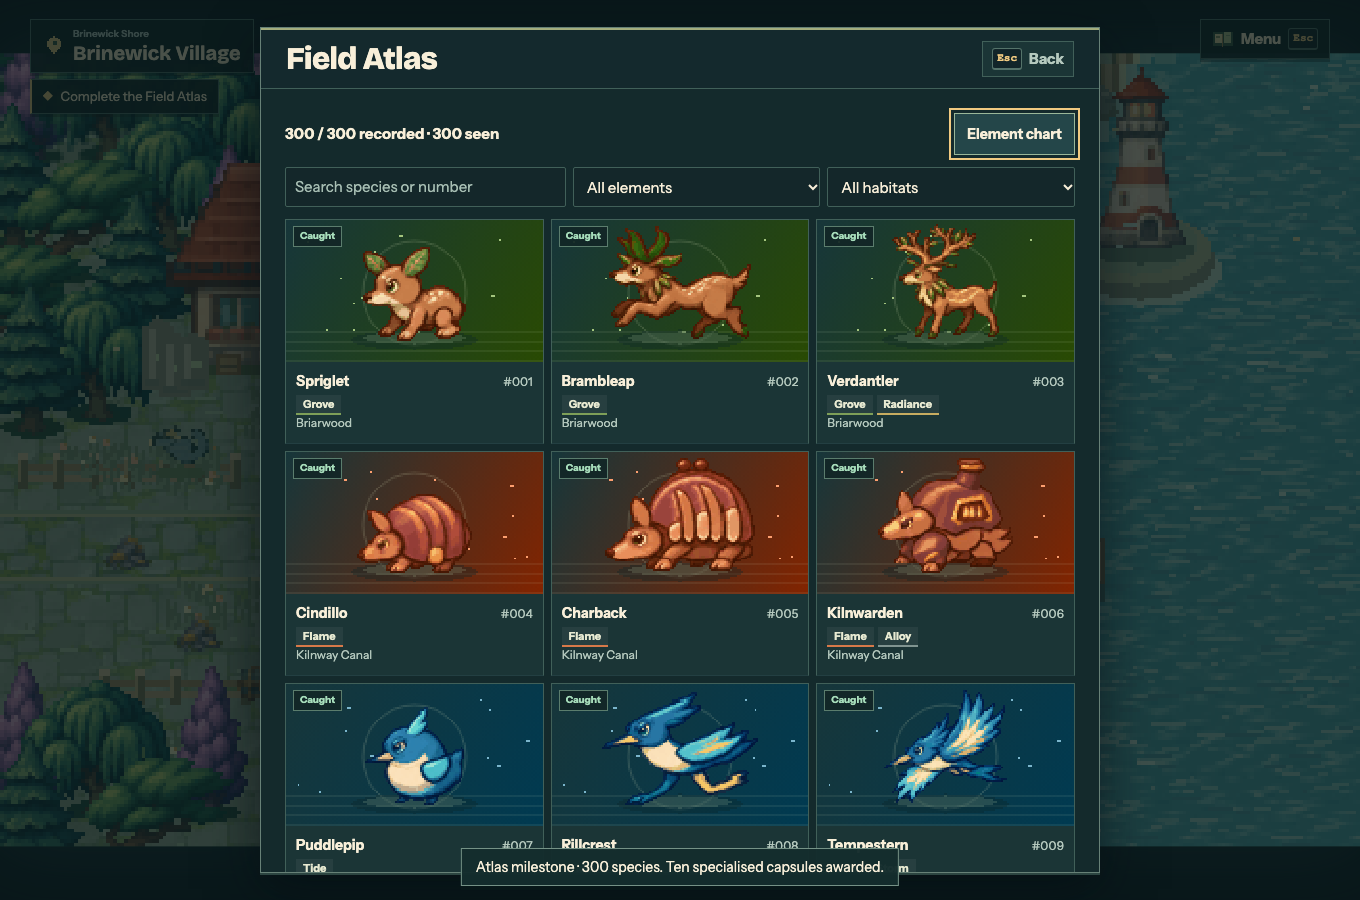 Brinewick Shore
Brinewick Village
Menu Esc
Complete the Field Atlas
Field Atlas
Esc Back
300 / 300 recorded · 300 seen
Element chart
Search species or number
All elements
All habitats
Caught
Caught
Caught
Spriglet #001
Grove
Briarwood
Brambleap #002
Grove
Briarwood
Verdantler #003
Grove Radiance
Briarwood
Caught
Caught
Caught
Cindillo #004
Flame
Kilnway Canal
Charback #005
Flame
Kilnway Canal
Kilnwarden #006
Flame Alloy
Kilnway Canal
Caught
Caught
Caught
Puddlepip #007
Tide
Rillcrest #008
Tempestern #009
Atlas milestone · 300 species. Ten specialised capsules awarded.